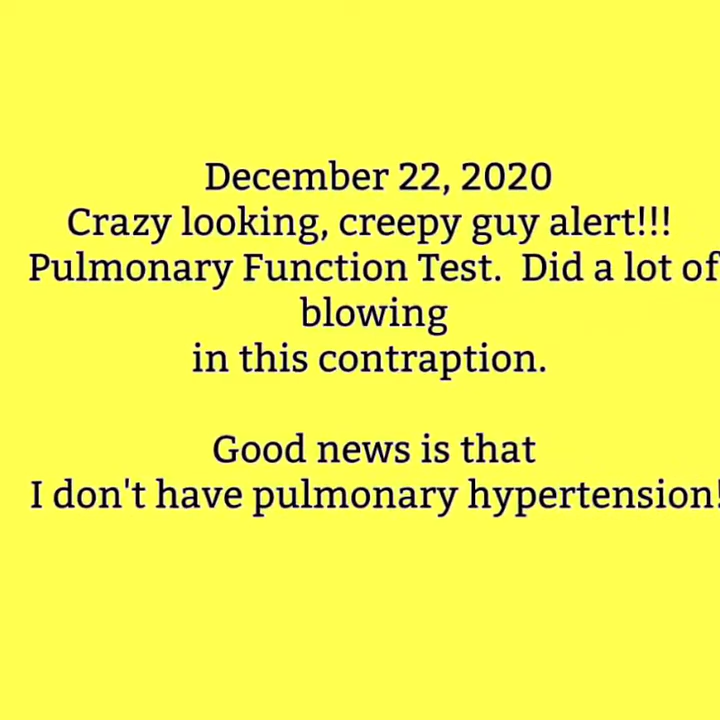 December 22, 2020
Crazy looking, creepy guy alert!!!
Pulmonary Function Test.  Did a lot of
blowing
in this contraption.
Good news is that
I don't have pulmonary hypertension!